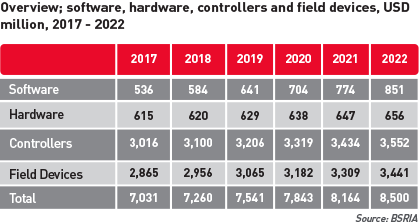 Overview; software, hardware, controllers and field devices, USD
million, 2017 - 2022
2017 2018 2019 2020 2021 2022
Software 536 584 641 704 774 851
Hardware 615 620 629 638 647 656
Controllers 3,016 3,100 3,206 3,319 3,434 3,552
Field Devices 2,865 2,956 3,065 3,182 3,309 3,441
Total 7,031 7,260 7,541 7,843 8,164 8,500
Source: BSRIA